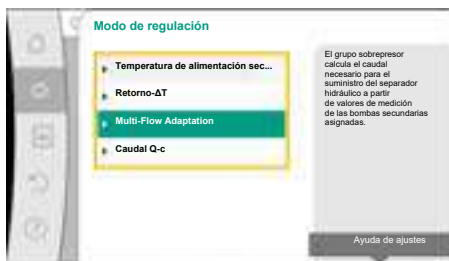 Modo de regulación
Temperatura de alimentación sec...
Retorno-ΔT
Multi-Flow Adaptation
Caudal Q-c
El grupo sobrepresor
calcula el caudal
necesario para el
suministro del separador
hidráulico a partir
de valores de medición
de las bombas secundarias
asignadas.
Ayuda de ajustes